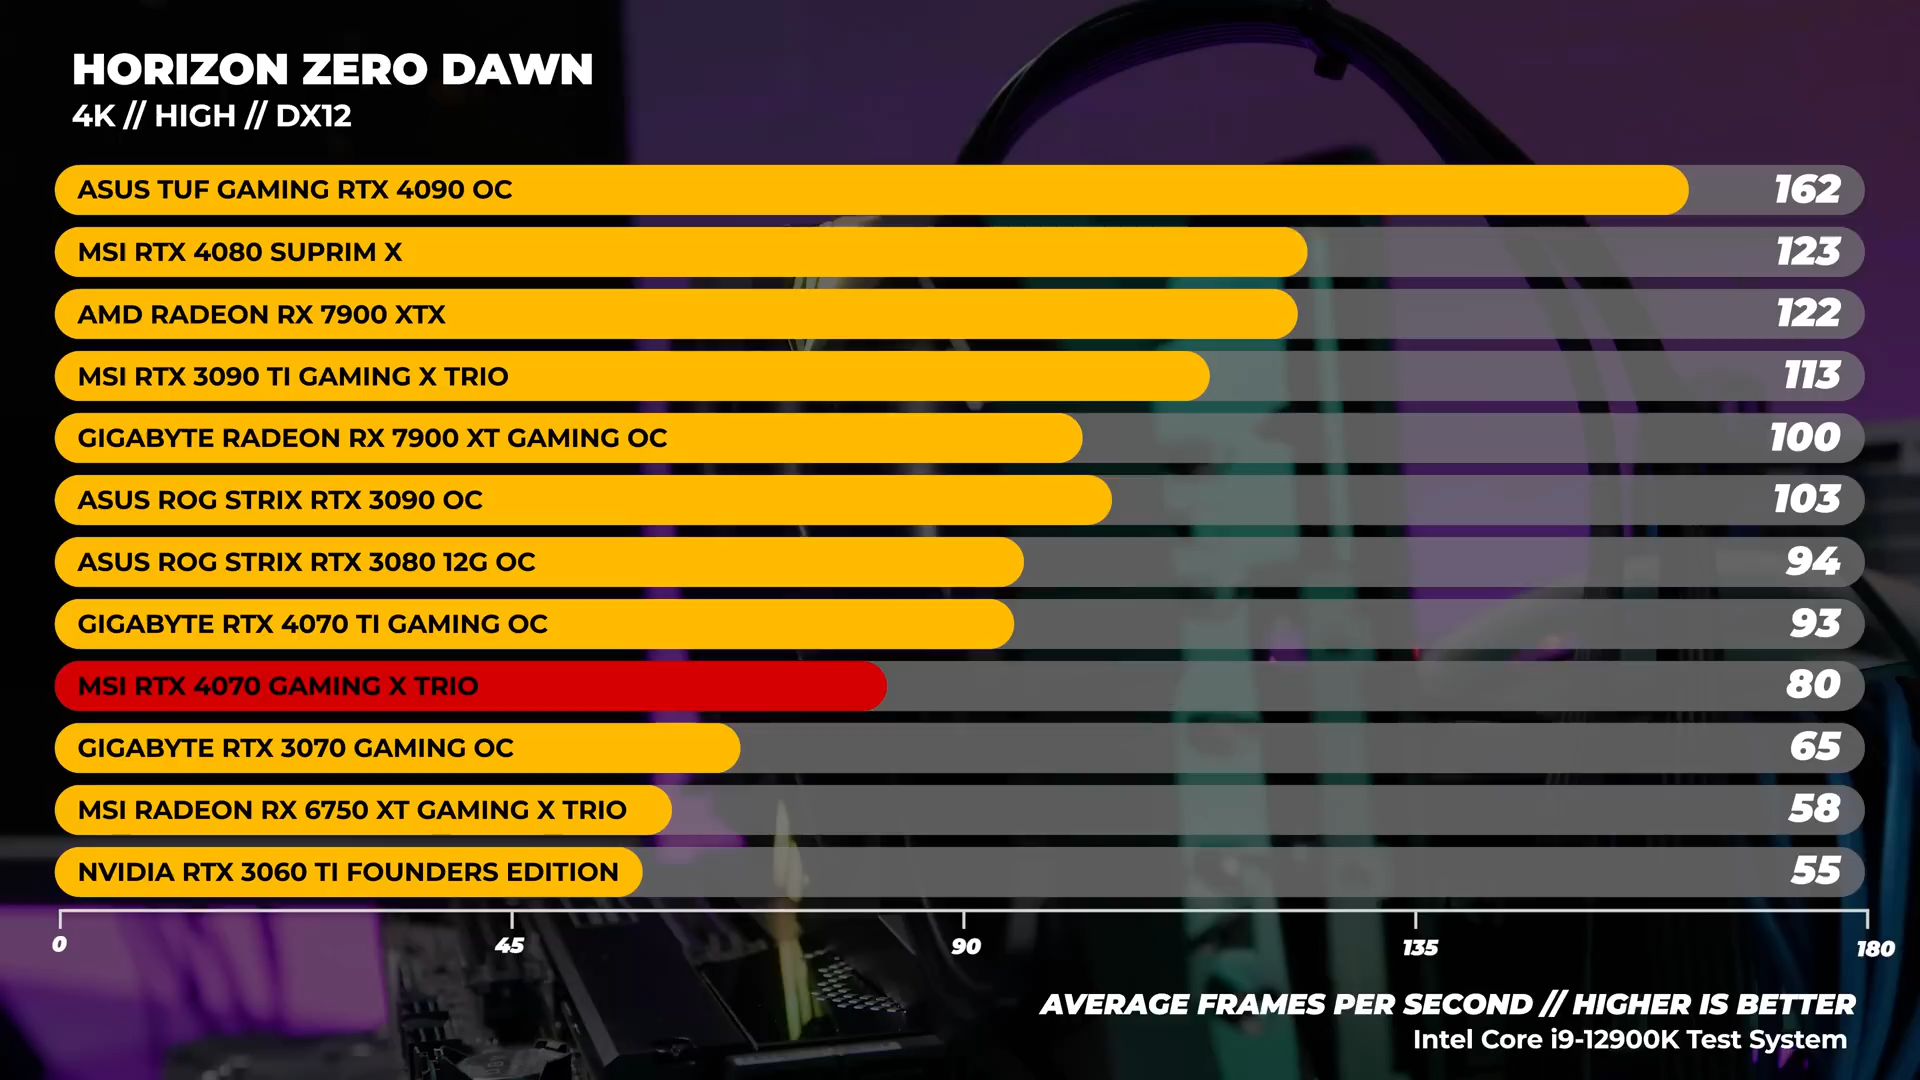 HORIZON ZERO DAWN
4K // HIGH // DX12
ASUS TUF GAMING RTX 4090 OC 162
MSI RTX 4080 SUPRIM X 123
AMD RADEON RX 7900 XTX 122
MSI RTX 3090 TI GAMING X TRIO 113
GIGABYTE RADEON RX 7900 XT GAMING OC 100
ASUS ROG STRIX RTX 3090 OC 103
ASUS ROG STRIX RTX 3080 12G OC 94
GIGABYTE RTX 4070 TI GAMING OC 93
MSI RTX 4070 GAMING X TRIO 80
GIGABYTE RTX 3070 GAMING OC 65
MSI RADEON RX 6750 XT GAMING X TRIO 58
NVIDIA RTX 3060 TI FOUNDERS EDITION 55
0 45 90 135 180
AVERAGE FRAMES PER SECOND // HIGHER IS BETTER
Intel Core i9-12900K Test System